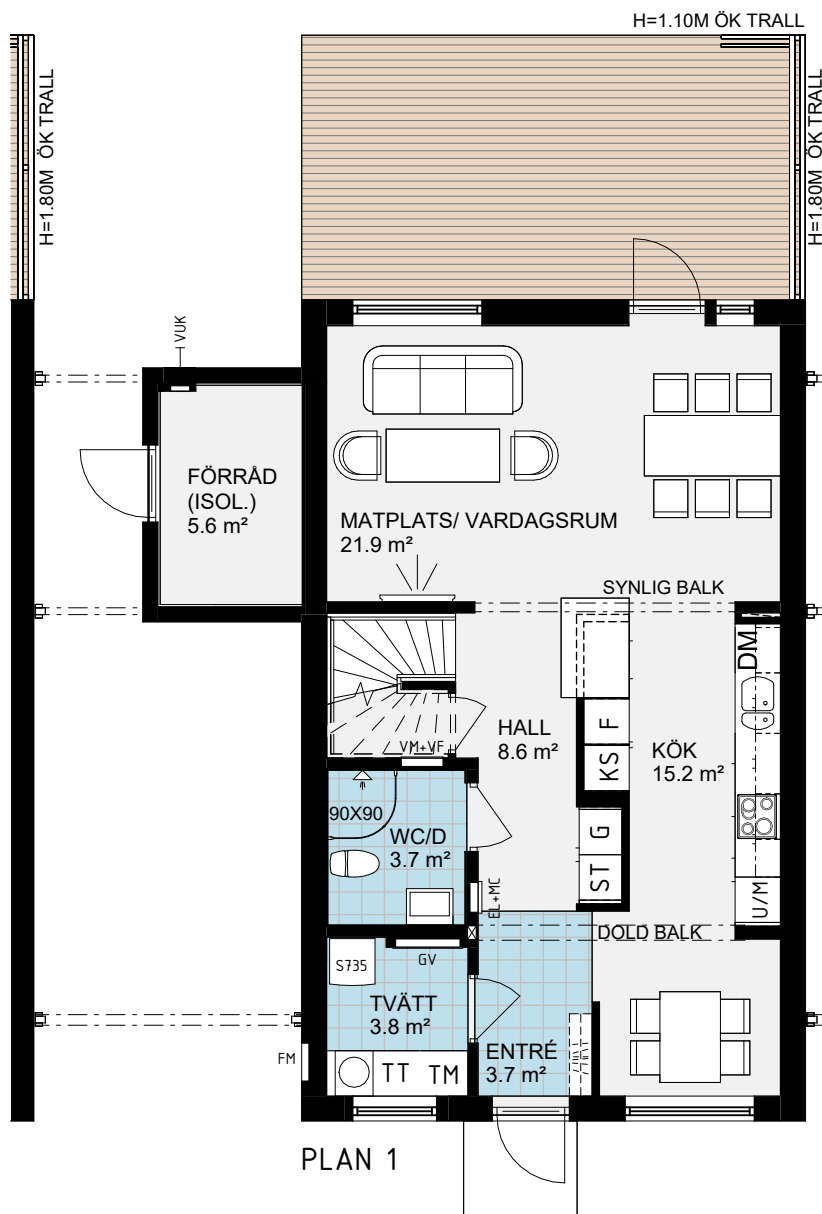 H=1.10M ÖK TRALL
H=1.80M ÖK TRALL
H=1.80M ÖK TRALL
VUK
FÖRRÅD
(ISOL.)
5.6 m²
MATPLATS/ VARDAGSRUM
21.9 m²
SYNLIG BALK
DM
HALL
8.6 m²
F
KS
KÖK
15.2 m²
VM+VF
90X90
WC/D
3.7 m²
G
ST
EL+MC
U/M
DOLD BALK
GV
S735
TVÄTT
3.8 m²
ENTRÉ
3.7 m²
FM
TT
TM
PLAN 1